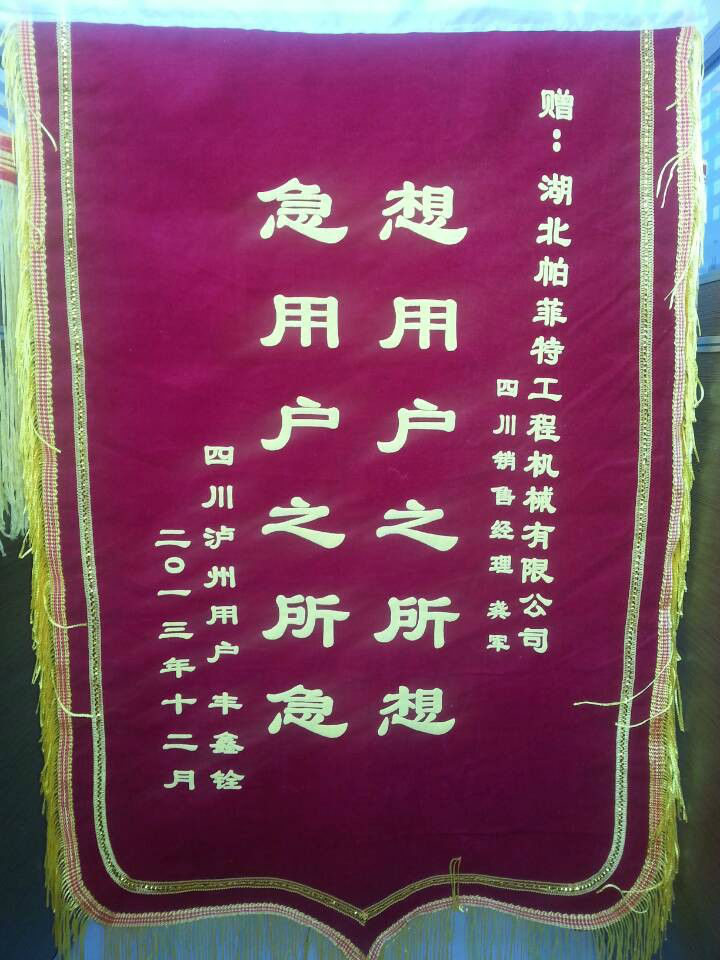 赠：湖北帕菲特工程机械有限公司
四川销售经理 龚军
想用户之所想
急用户之所急
四川泸州用户 丰鑫铨
二〇一三年十二月